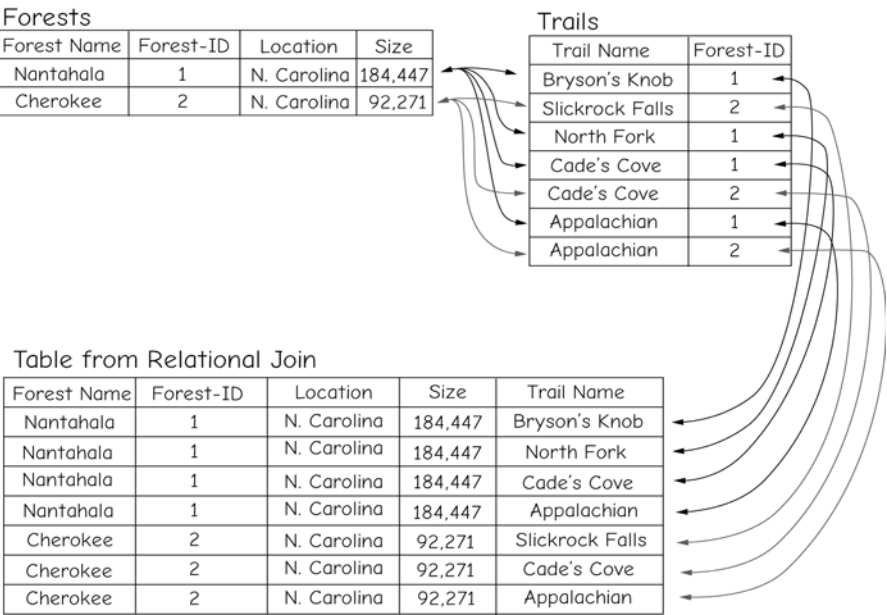 Forests
Forest Name Forest-ID Location Size
Nantahala 1 N. Carolina 184,447
Cherokee 2 N. Carolina 92,271
Trails
Trail Name Forest-ID
Bryson's Knob 1
Slickrock Falls 2
North Fork 1
Cade's Cove 1
Cade's Cove 2
Appalachian 1
Appalachian 2
Table from Relational Join
Forest Name Forest-ID Location Size Trail Name
Nantahala 1 N. Carolina 184,447 Bryson's Knob
Nantahala 1 N. Carolina 184,447 North Fork
Nantahala 1 N. Carolina 184,447 Cade's Cove
Nantahala 1 N. Carolina 184,447 Appalachian
Cherokee 2 N. Carolina 92,271 Slickrock Falls
Cherokee 2 N. Carolina 92,271 Cade's Cove
Cherokee 2 N. Carolina 92,271 Appalachian